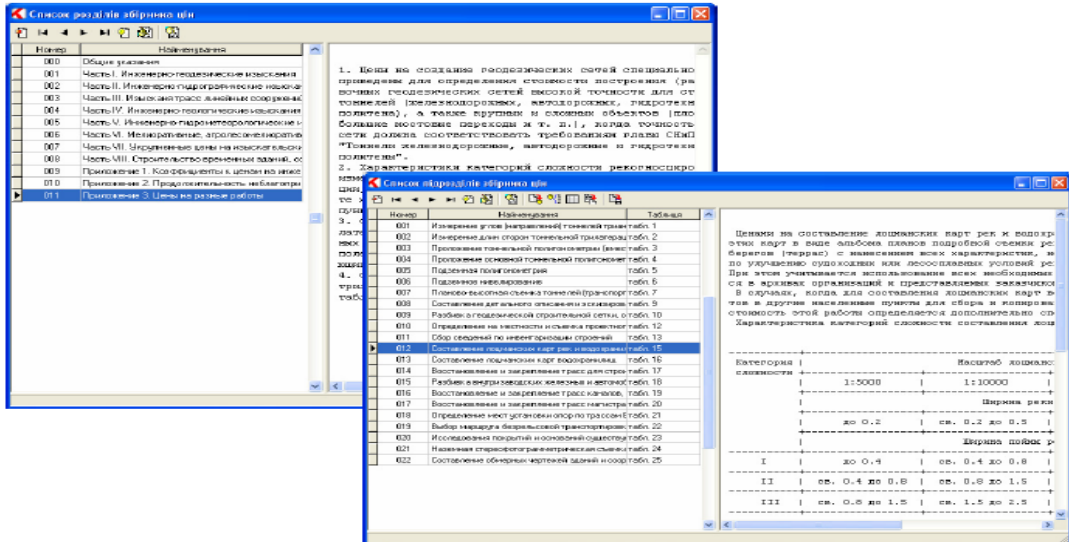 Список розділів збірника цін
Номер Найменування
000 Общие указания
001 Часть I. Инженерно-геодезические изыскания
002 Часть II. Инженерно-гидрографические
003 Часть III. Изыскания трасс линейных
004 Часть IV. Инженерно-геологические изыскания
005 Часть V. Инженерно-гидрометеорологические и
006 Часть VI. Мелиоративные, агролесомелиоратив
007 Часть VII. Укрупненные цены на изыскательски
008 Часть VIII. Строительство временных зданий, со
009 Приложение 1. Коэффициенты к ценам на инже
010 Приложение 2. Продолжительность неблагопри
011 Приложение 3. Цены на разные работы
1. Цены на создание геодезических сетей специально
приведены для определения стоимости построения (ра
вочных геодезических сетей высокой точности для ст
тоннелей (железнодорожных, автодорожных, гидротехн
политена), а также крупных и сложных объектов (пло
большие мостовые переходы и т. п.), когда точность
сети должна соответствовать требованиям главы СНиП
"Тоннели железнодорожные, автодорожные и гидротехн
политены".
2. Характеристики категорий сложности рекогносциро
Список підрозділів збірника цін
Номер Найменування Таблиця
001 Измерение углов (направлений) тоннелей триан табл. 1
002 Измерение длин сторон тоннельной трилатерац табл. 2
003 Проложение тоннельной полигонометрии табл. 3
004 Проложение основной тоннельной полигономет табл. 4
005 Подземная полигонометрия табл. 5
006 Подземное нивелирование табл. 6
007 Планово-высотная съемка тоннелей (транспорт табл. 7
008 Составление детального описания и эскизиров табл. 9
009 Разбивка геодезической строительной сетки, о табл. 10
010 Определение на местности и съемка проектног табл. 12
011 Сбор сведений по инвентаризации строений табл. 13
012 Составление лоцманских карт рек и водохрани табл. 15
013 Составление лоцманских карт водохранилищ табл. 16
014 Восстановление и закрепление трасс для строи табл. 17
015 Разбивка внутризаводских железных и автомоб табл. 18
016 Восстановление и закрепление трасс каналов, табл. 19
017 Восстановление и закрепление трасс магистра табл. 20
018 Определение мест установки опор по трассам табл. 21
019 Выбор маршрута безрельсовой транспортировк табл. 22
020 Исследования покрытий и оснований существу табл. 23
021 Наземная стереофотограмметрическая съемка табл. 24
022 Составление обмерных чертежей зданий и соор табл. 25
Ценами на составление лоцманских карт рек и водохр
этих карт в виде альбома планов подробной съемки ре
берегов (террас) с нанесением всех характеристик, н
по улучшению судоходных или лесосплавных условий ре
При этом учитывается использование всех необходимых
ся в архивах организаций и представляемых заказчико
В случаях, когда для составления лоцманских карт в
тов в другие населенные пункты для сбора и копирова
стоимость этой работы определяется дополнительно сп
Характеристика категорий сложности составления лоц
Категория | Масштаб лоцманс
сложности
1:5000 | 1:10000 |
Ширина реки
до 0.2 | св. 0.2 до 0.5 |
Ширина поймы р
I | до 0.4 | св. 0.4 до 0.8 |
II | св. 0.4 до 0.8 | св. 0.8 до 1.5 |
III | св. 0.8 до 1.5 | св. 1.5 до 2.5 |